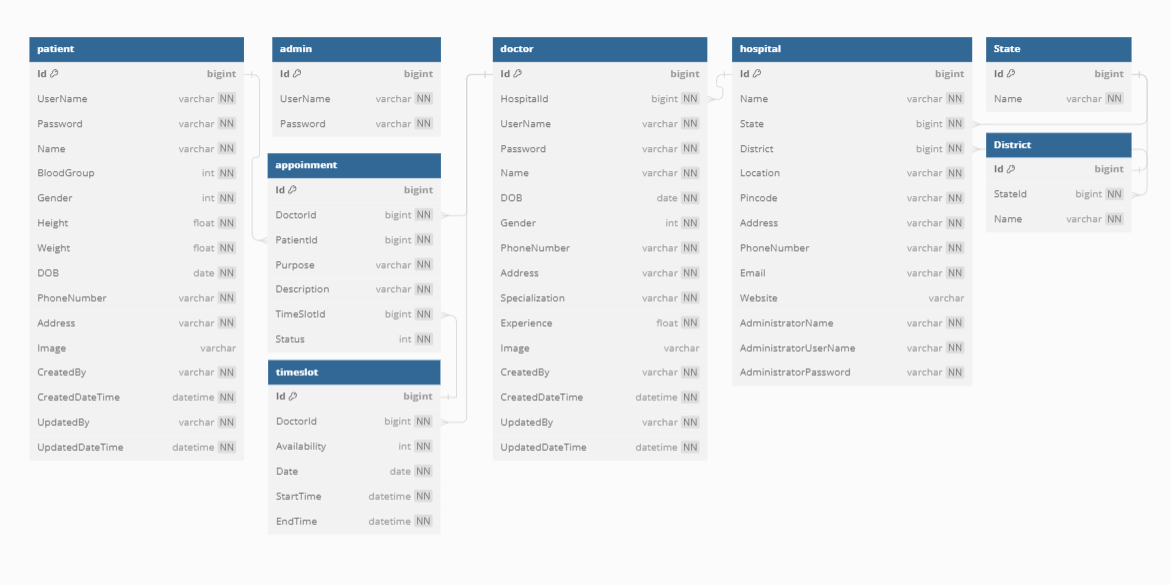 patient
Id bigint
UserName varchar NN
Password varchar NN
Name varchar NN
BloodGroup int NN
Gender int NN
Height float NN
Weight float NN
DOB date NN
PhoneNumber varchar NN
Address varchar NN
Image varchar
CreatedBy varchar NN
CreatedDateTime datetime NN
UpdatedBy varchar NN
UpdatedDateTime datetime NN
admin
Id bigint
UserName varchar NN
Password varchar NN
appoinment
Id bigint
DoctorId bigint NN
PatientId bigint NN
Purpose varchar NN
Description varchar NN
TimeSlotId bigint NN
Status int NN
timeslot
Id bigint
DoctorId bigint NN
Availability int NN
Date date NN
StartTime datetime NN
EndTime datetime NN
doctor
Id bigint
HospitalId bigint NN
UserName varchar NN
Password varchar NN
Name varchar NN
DOB date NN
Gender int NN
PhoneNumber varchar NN
Address varchar NN
Specialization varchar NN
Experience float NN
Image varchar
CreatedBy varchar NN
CreatedDateTime datetime NN
UpdatedBy varchar NN
UpdatedDateTime datetime NN
hospital
Id bigint
Name varchar NN
State bigint NN
District bigint NN
Location varchar NN
Pincode varchar NN
Address varchar NN
PhoneNumber varchar NN
Email varchar NN
Website varchar
AdministratorName varchar NN
AdministratorUserName varchar NN
AdministratorPassword varchar NN
State
Id bigint
Name varchar NN
District
Id bigint
StateId bigint NN
Name varchar NN